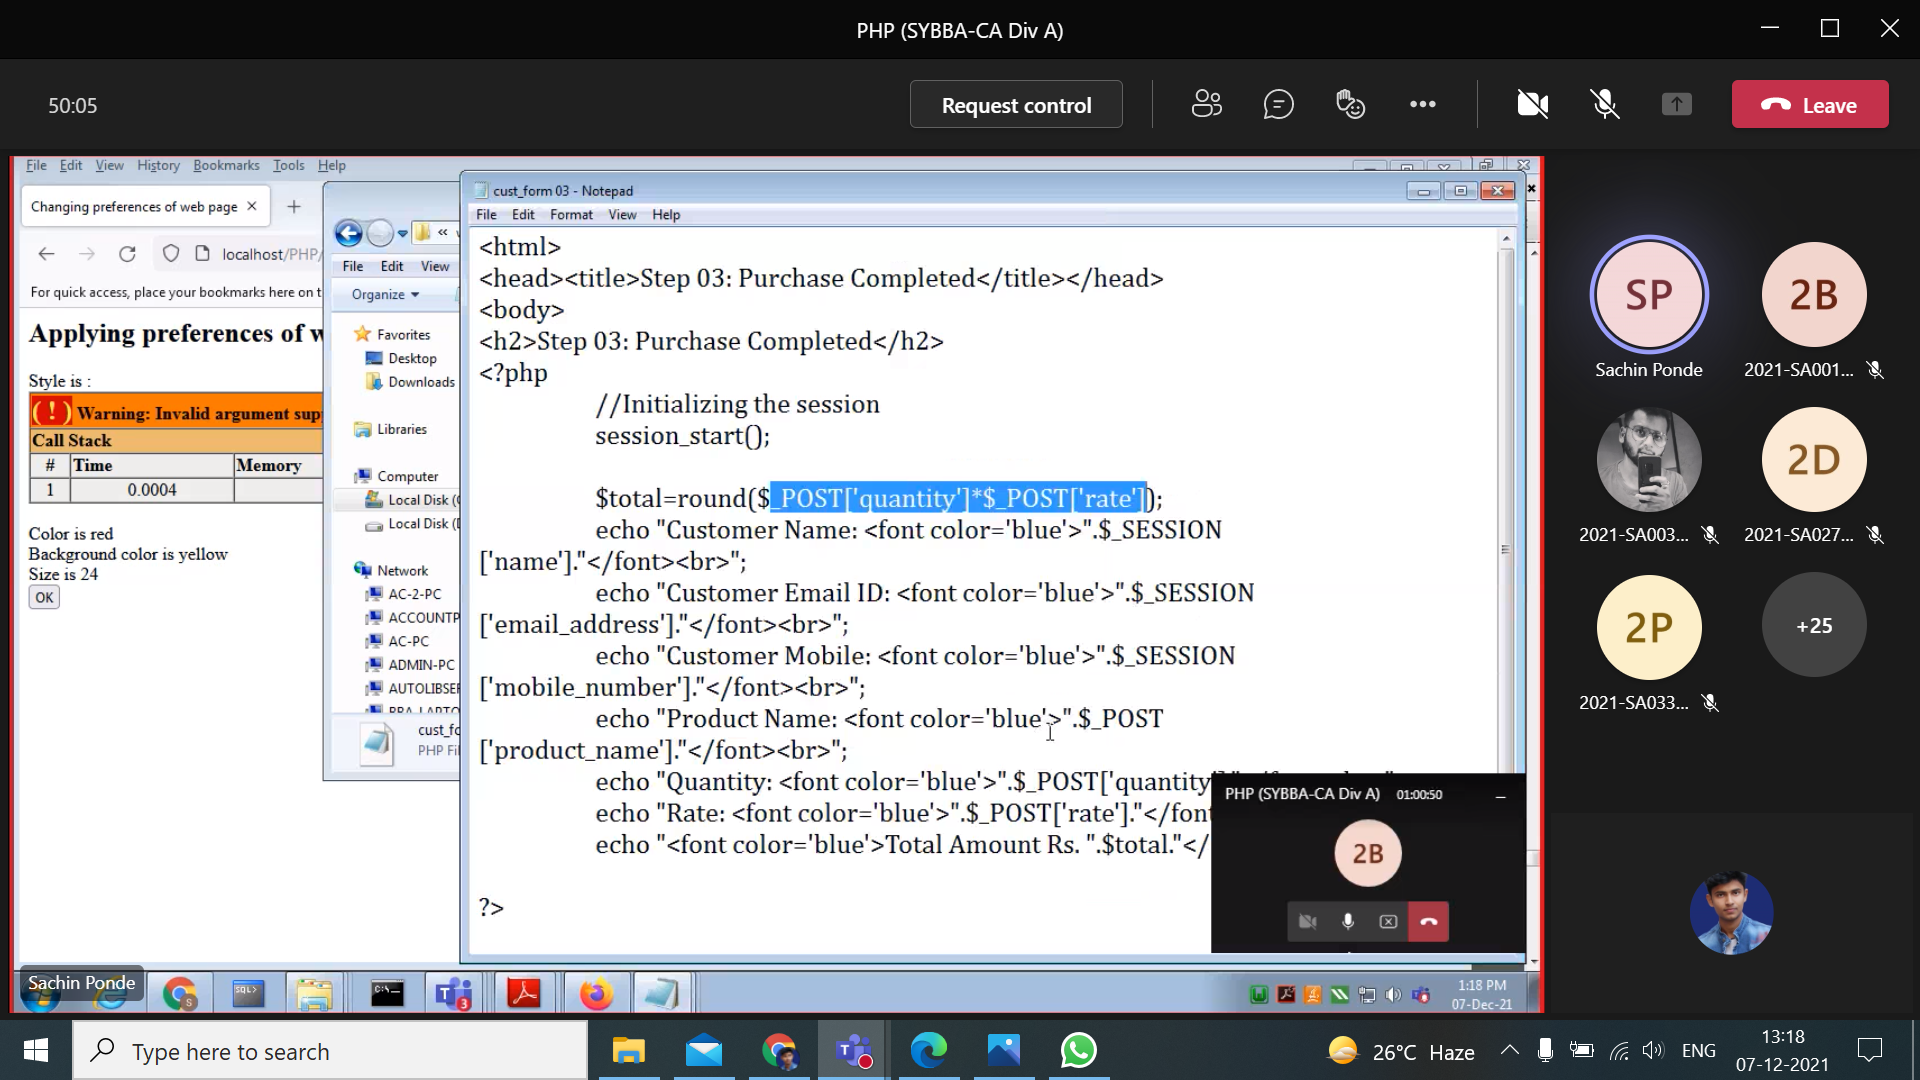 PHP (SYBBA-CA Div A)
50:05
Request control
Leave
File Edit View History Bookmarks Tools Help
Changing preferences of web page
localhost/PHP/
For quick access, place your bookmarks here on t
Applying preferences of w
Style is :
( ! ) Warning: Invalid argument sup
Call Stack
# Time Memory
1 0.0004
Color is red
Background color is yellow
Size is 24
OK
«
File Edit View
Organize
Favorites
Desktop
Downloads
Libraries
Computer
Local Disk (
Local Disk (
Network
AC-2-PC
ACCOUNTP
AC-PC
ADMIN-PC
AUTOLIBSE
cust_fo
PHP Fil
cust_form 03 - Notepad
File Edit Format View Help
<html>
<head><title>Step 03: Purchase Completed</title></head>
<body>
<h2>Step 03: Purchase Completed</h2>
<?php
//Initializing the session
session_start();
$total=round($_POST['quantity']*$_POST['rate']);
echo "Customer Name: <font color='blue'>".$_SESSION
['name']."</font><br>";
echo "Customer Email ID: <font color='blue'>".$_SESSION
['email_address']."</font><br>";
echo "Customer Mobile: <font color='blue'>".$_SESSION
['mobile_number']."</font><br>";
echo "Product Name: <font color='blue'>".$_POST
['product_name']."</font><br>";
echo "Quantity: <font color='blue'>".$_POST['quantity'
echo "Rate: <font color='blue'>".$_POST['rate']."</font
echo "<font color='blue'>Total Amount Rs. ".$total."</
?>
PHP (SYBBA-CA Div A) 01:00:50
2B
Sachin Ponde
1:18 PM
07-Dec-21
SP
Sachin Ponde
2B
2021-SA001...
2021-SA003...
2D
2021-SA027...
2P
2021-SA033...
+25
Type here to search
26°C Haze
ENG
13:18
07-12-2021